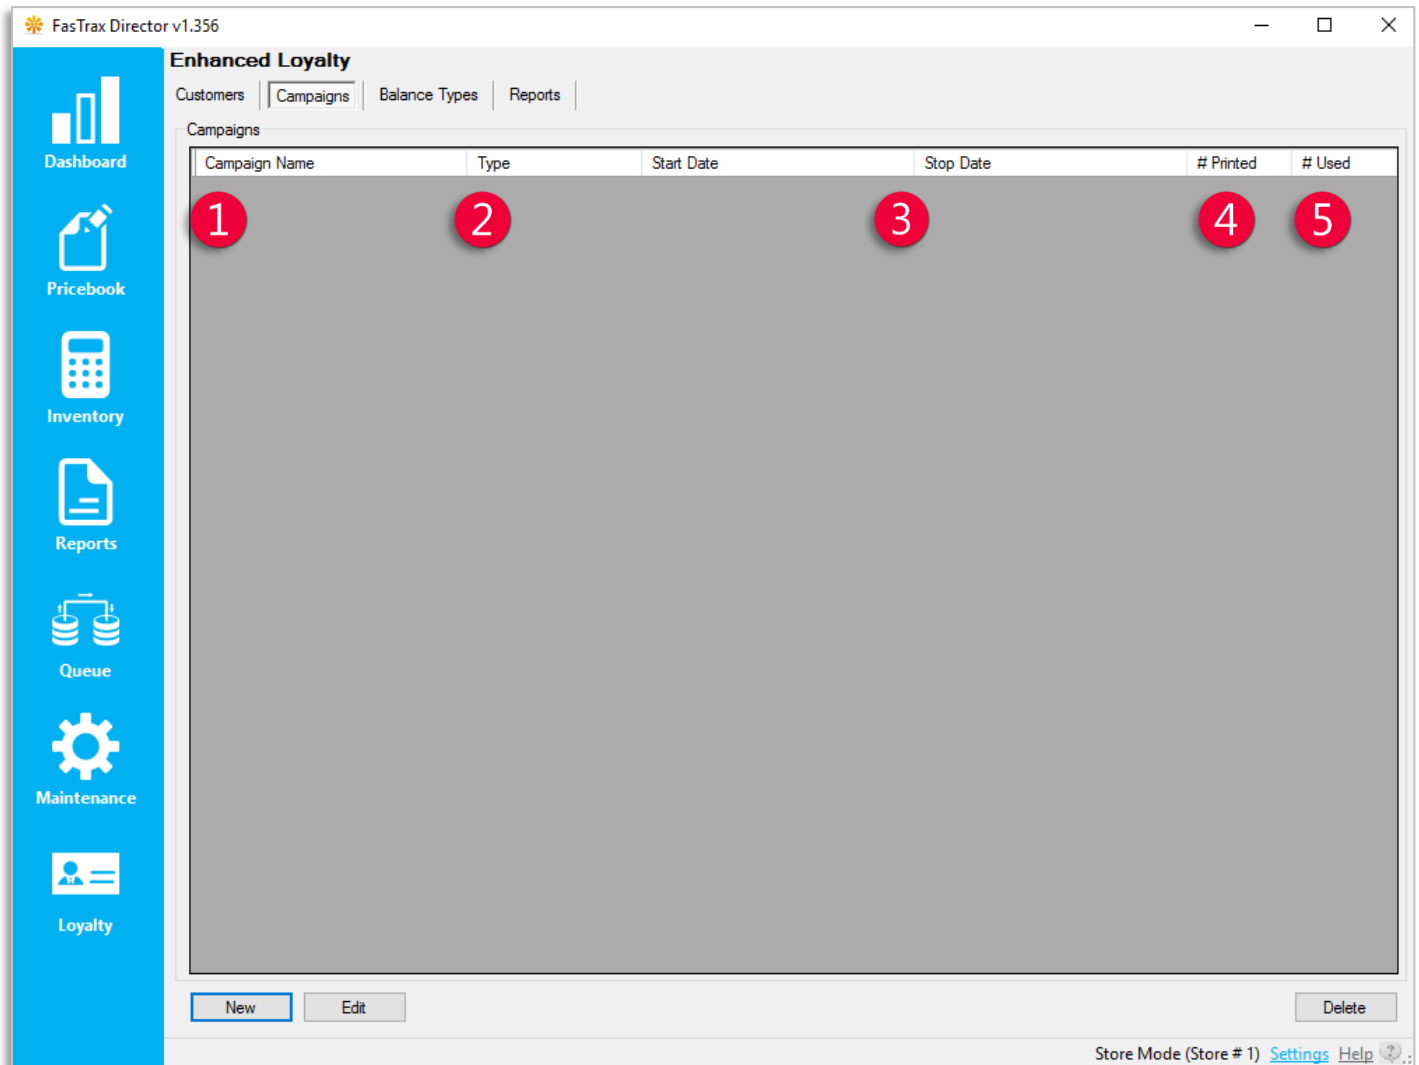 FasTrax Director v1.356
Enhanced Loyalty
Customers Campaigns Balance Types Reports
Campaigns
Campaign Name Type Start Date Stop Date # Printed # Used
1 2 3 4 5
Dashboard
Pricebook
Inventory
Reports
Queue
Maintenance
Loyalty
New Edit Delete
Store Mode (Store # 1) Settings Help ?